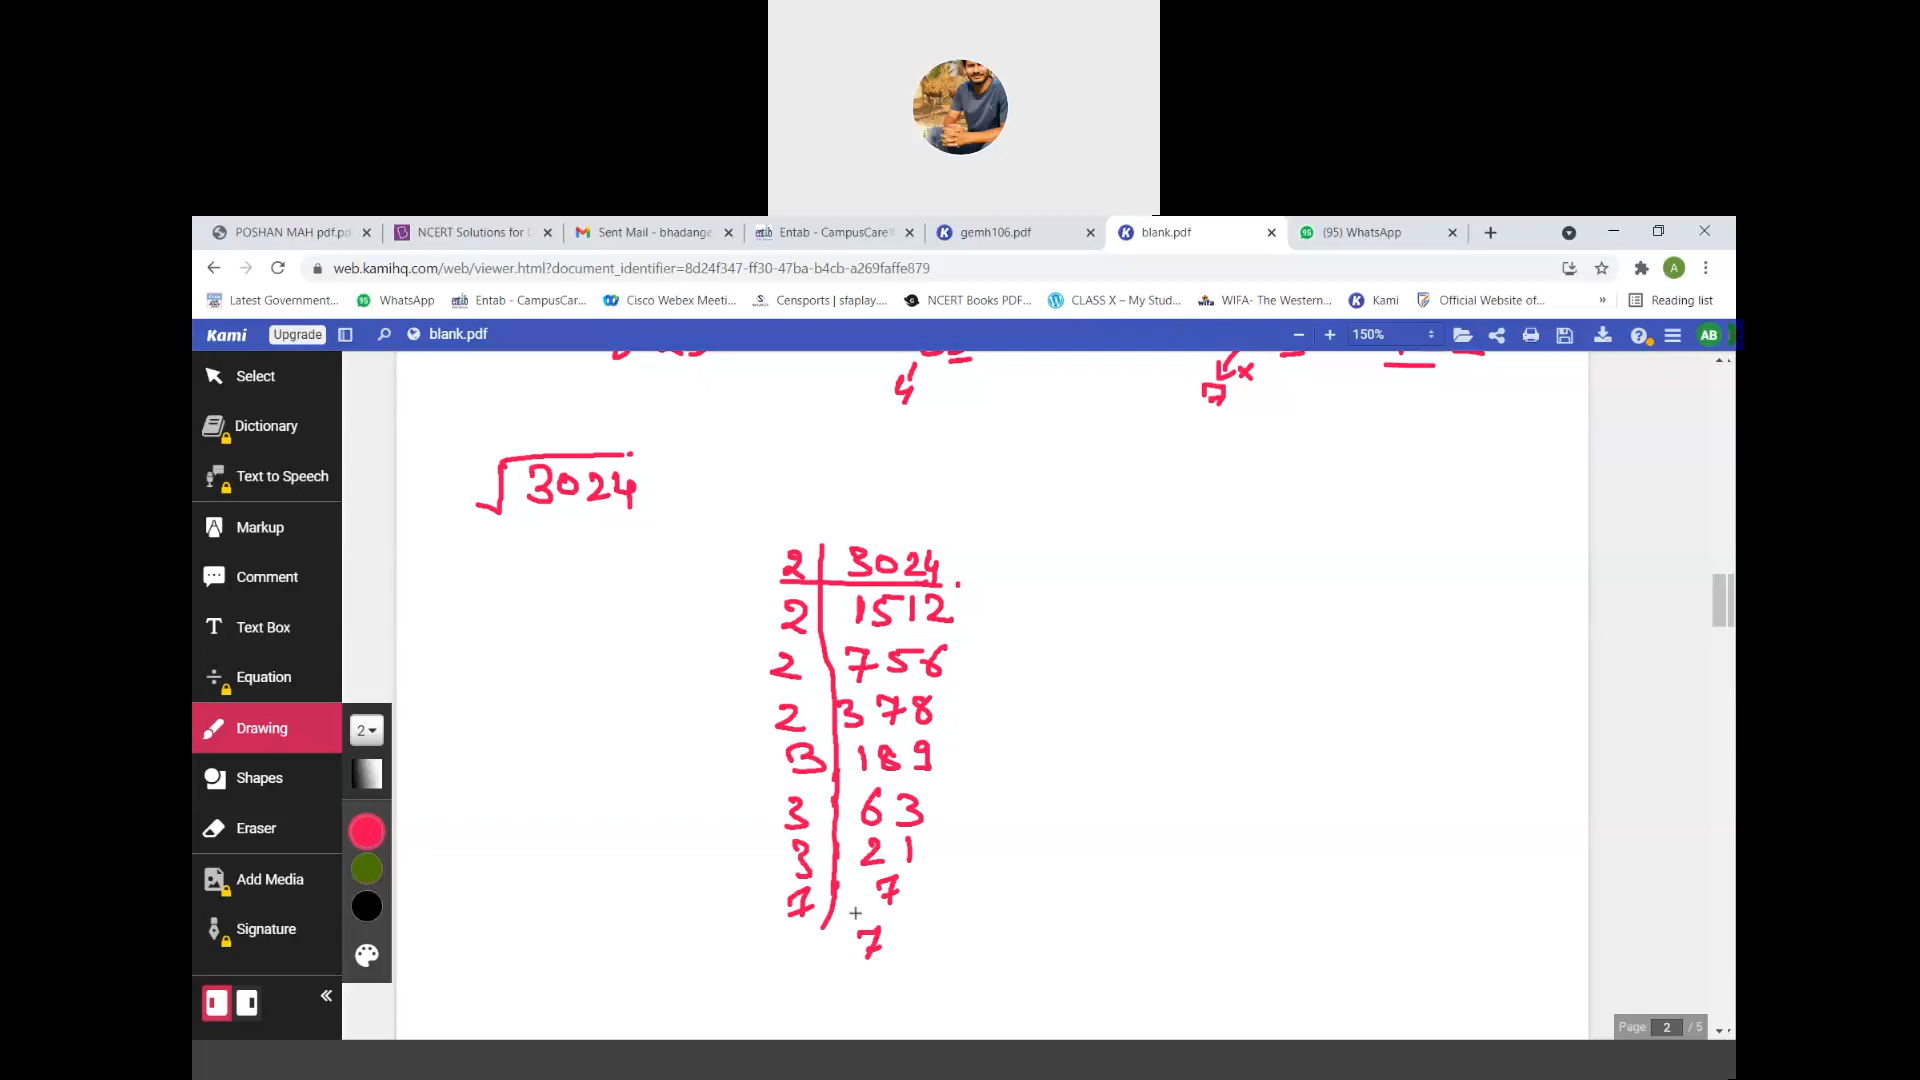 POSHAN MAH pdf.pd
NCERT Solutions for
Sent Mail - bhadange
Entab - CampusCare
gemh106.pdf
blank.pdf
(95) WhatsApp
web.kamihq.com/web/viewer.html?document_identifier=8d24f347-ff30-47ba-b4cb-a269faffe879
A
Latest Government...
WhatsApp
Entab - CampusCar...
Cisco Webex Meeti...
Censports | sfaplay....
NCERT Books PDF...
CLASS X – My Stud...
WIFA- The Western...
Kami
Official Website of...
»
Reading list
Kami
Upgrade
blank.pdf
150%
AB
Select
Dictionary
Text to Speech
Markup
Comment
Text Box
Equation
Drawing
2
Shapes
Eraser
Add Media
Signature
4
7 x
√3024
2 | 3024
2 | 1512
2 | 756
2 | 378
3 | 189
3 | 63
3 | 21
7 | 7
7
Page 2 / 5